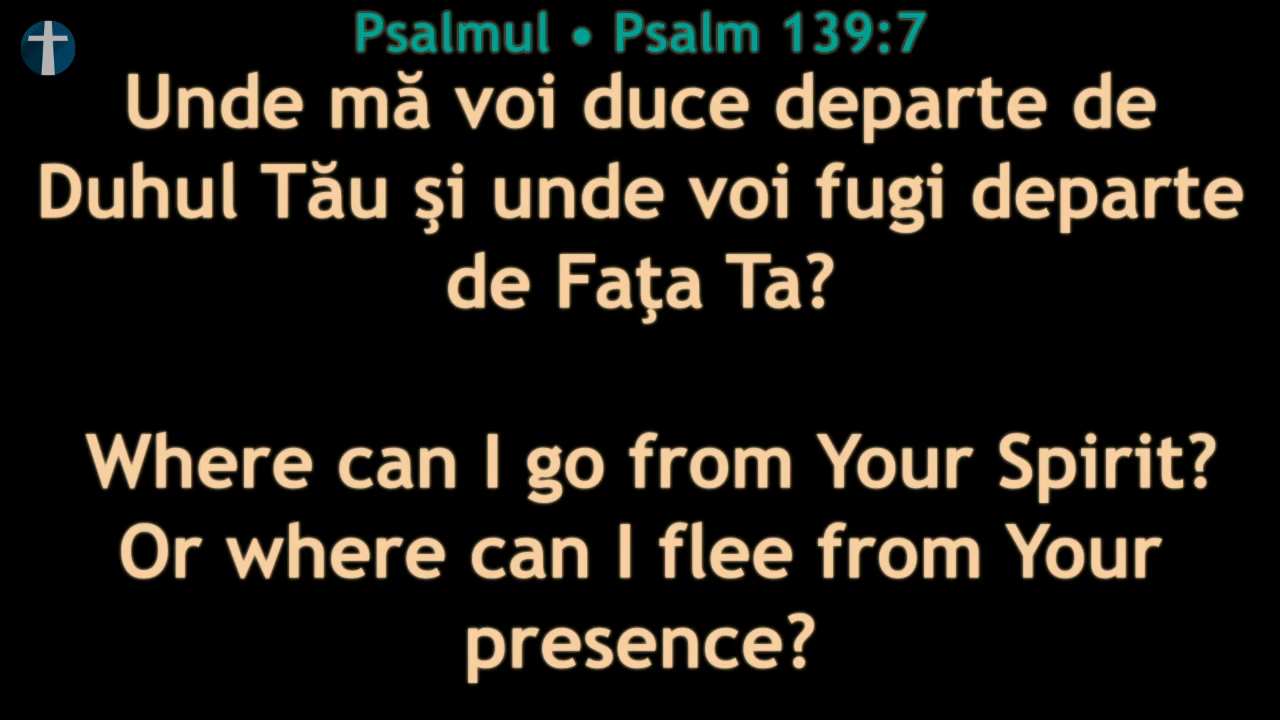 Psalmul • Psalm 139:7
Unde mă voi duce departe de
Duhul Tău şi unde voi fugi departe
de Faţa Ta?
Where can I go from Your Spirit?
Or where can I flee from Your
presence?